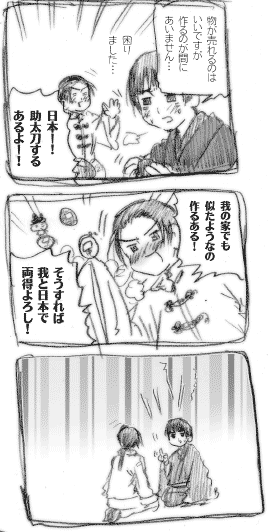 物が売れるのは
いいですが
作るのが間に
あいません…
困り
ました…
日本！！
助太刀する
あるよー！
我の家でも
似たようなの
作るある！
そうすれば
我と日本で
両得よろし！